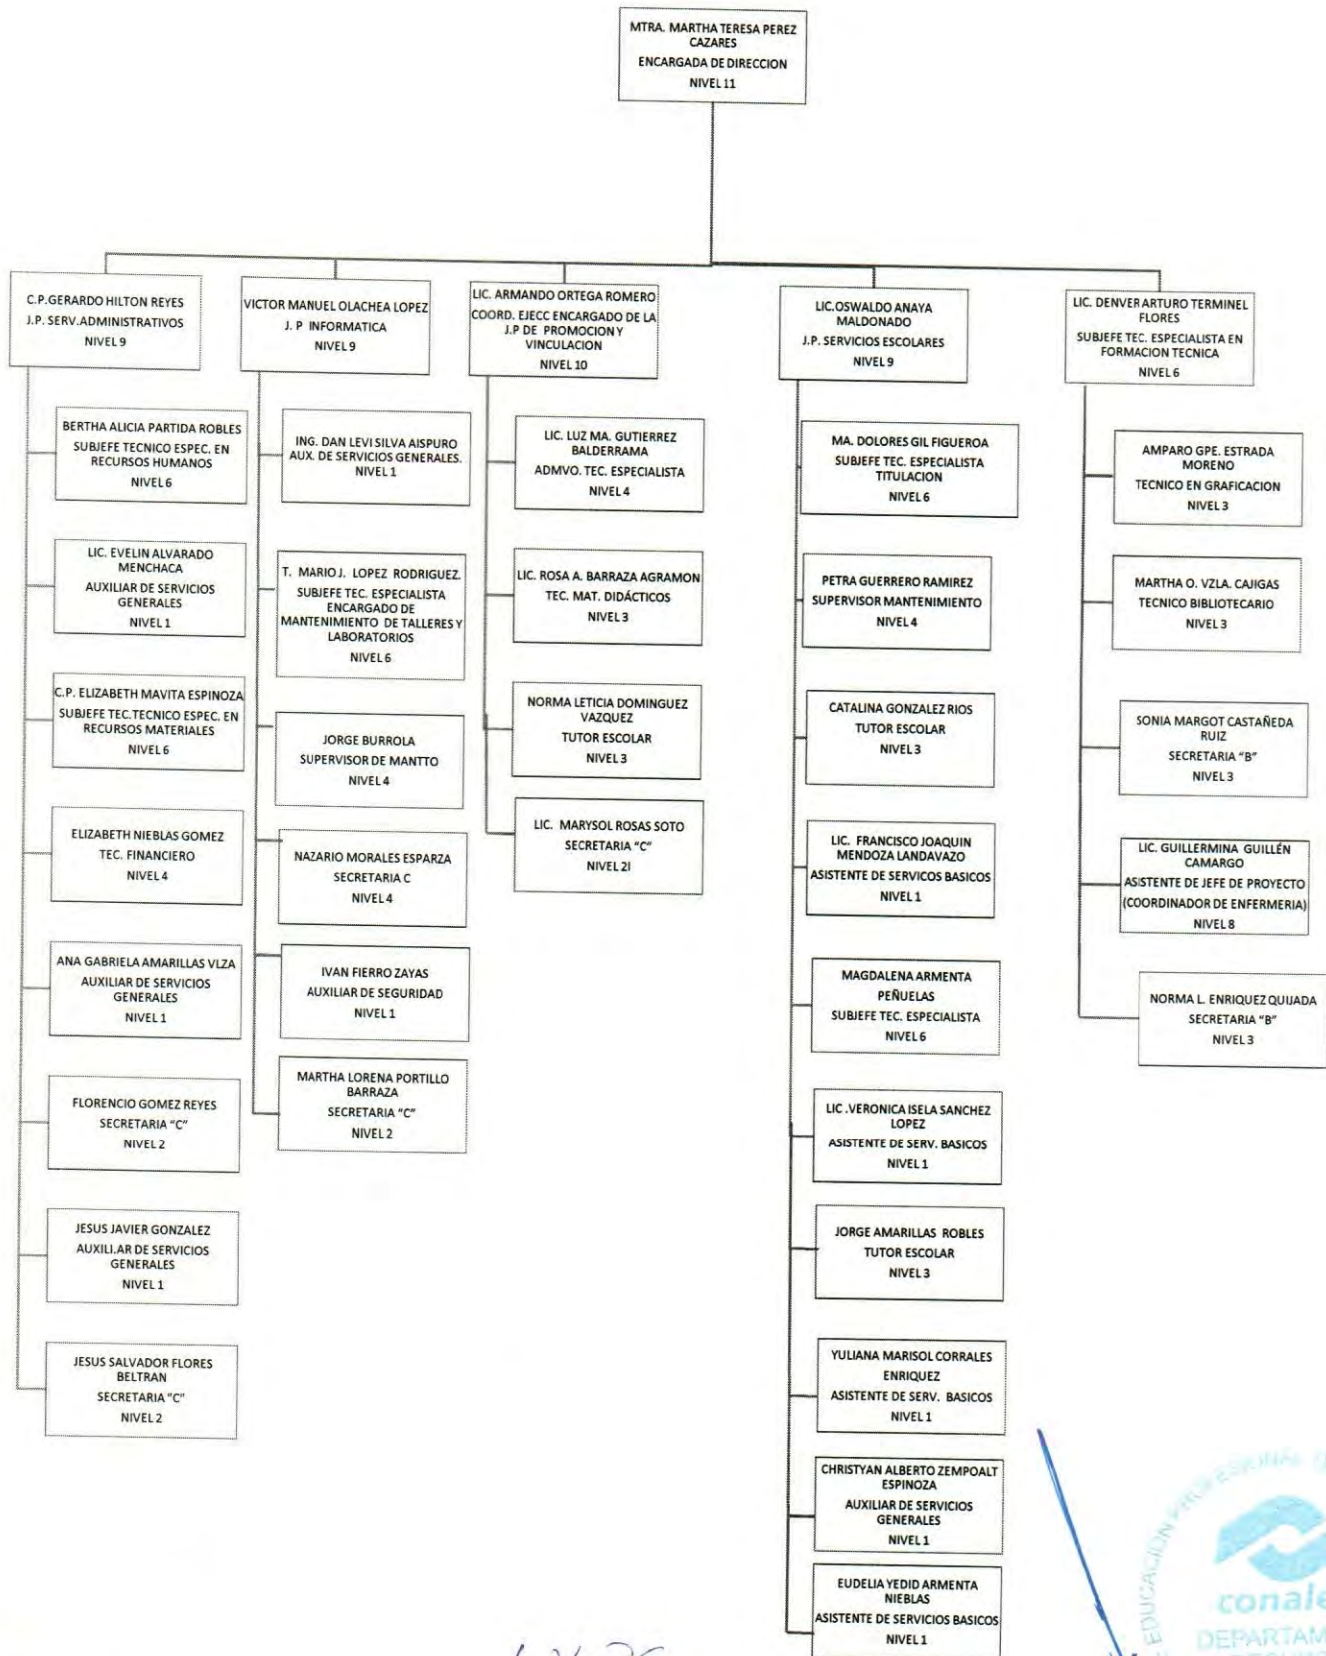 MTRA. MARTHA TERESA PEREZ
CAZARES
ENCARGADA DE DIRECCION
NIVEL 11
C.P.GERARDO HILTON REYES
J.P. SERV.ADMINISTRATIVOS
NIVEL 9
BERTHA ALICIA PARTIDA ROBLES
SUBJEFE TECNICO ESPEC. EN
RECURSOS HUMANOS
NIVEL 6
LIC. EVELIN ALVARADO
MENCHACA
AUXILIAR DE SERVICIOS
GENERALES
NIVEL 1
C.P. ELIZABETH MAVITA ESPINOZA
SUBJEFE TEC.TECNICO ESPEC. EN
RECURSOS MATERIALES
NIVEL 6
ELIZABETH NIEBLAS GOMEZ
TEC. FINANCIERO
NIVEL 4
ANA GABRIELA AMARILLAS VLZA
AUXILIAR DE SERVICIOS
GENERALES
NIVEL 1
FLORENCIO GOMEZ REYES
SECRETARIA "C"
NIVEL 2
JESUS JAVIER GONZALEZ
AUXILI.AR DE SERVICIOS
GENERALES
NIVEL 1
JESUS SALVADOR FLORES
BELTRAN
SECRETARIA "C"
NIVEL 2
VICTOR MANUEL OLACHEA LOPEZ
J. P INFORMATICA
NIVEL 9
ING. DAN LEVI SILVA AISPURO
AUX. DE SERVICIOS GENERALES.
NIVEL 1
T. MARIO J. LOPEZ RODRIGUEZ.
SUBJEFE TEC. ESPECIALISTA
ENCARGADO DE
MANTENIMIENTO DE TALLERES Y
LABORATORIOS
NIVEL 6
JORGE BURROLA
SUPERVISOR DE MANTTO
NIVEL 4
NAZARIO MORALES ESPARZA
SECRETARIA C
NIVEL 4
IVAN FIERRO ZAYAS
AUXILIAR DE SEGURIDAD
NIVEL 1
MARTHA LORENA PORTILLO
BARRAZA
SECRETARIA "C"
NIVEL 2
LIC. ARMANDO ORTEGA ROMERO
COORD. EJECC ENCARGADO DE LA
J.P DE PROMOCION Y
VINCULACION
NIVEL 10
LIC. LUZ MA. GUTIERREZ
BALDERRAMA
ADMVO. TEC. ESPECIALISTA
NIVEL 4
LIC. ROSA A. BARRAZA AGRAMON
TEC. MAT. DIDÁCTICOS
NIVEL 3
NORMA LETICIA DOMINGUEZ
VAZQUEZ
TUTOR ESCOLAR
NIVEL 3
LIC. MARYSOL ROSAS SOTO
SECRETARIA "C"
NIVEL 2I
LIC.OSWALDO ANAYA
MALDONADO
J.P. SERVICIOS ESCOLARES
NIVEL 9
MA. DOLORES GIL FIGUEROA
SUBJEFE TEC. ESPECIALISTA
TITULACION
NIVEL 6
PETRA GUERRERO RAMIREZ
SUPERVISOR MANTENIMIENTO
NIVEL 4
CATALINA GONZALEZ RIOS
TUTOR ESCOLAR
NIVEL 3
LIC. FRANCISCO JOAQUIN
MENDOZA LANDAVAZO
ASISTENTE DE SERVICOS BASICOS
NIVEL 1
MAGDALENA ARMENTA
PEÑUELAS
SUBJEFE TEC. ESPECIALISTA
NIVEL 6
LIC .VERONICA ISELA SANCHEZ
LOPEZ
ASISTENTE DE SERV. BASICOS
NIVEL 1
JORGE AMARILLAS ROBLES
TUTOR ESCOLAR
NIVEL 3
YULIANA MARISOL CORRALES
ENRIQUEZ
ASISTENTE DE SERV. BASICOS
NIVEL 1
CHRISTYAN ALBERTO ZEMPOALT
ESPINOZA
AUXILIAR DE SERVICIOS
GENERALES
NIVEL 1
EUDELIA YEDID ARMENTA
NIEBLAS
ASISTENTE DE SERVICIOS BASICOS
NIVEL 1
LIC. DENVER ARTURO TERMINEL
FLORES
SUBJEFE TEC. ESPECIALISTA EN
FORMACION TECNICA
NIVEL 6
AMPARO GPE. ESTRADA
MORENO
TECNICO EN GRAFICACION
NIVEL 3
MARTHA O. VZLA. CAJIGAS
TECNICO BIBLIOTECARIO
NIVEL 3
SONIA MARGOT CASTAÑEDA
RUIZ
SECRETARIA "B"
NIVEL 3
LIC. GUILLERMINA GUILLÉN
CAMARGO
ASISTENTE DE JEFE DE PROYECTO
(COORDINADOR DE ENFERMERIA)
NIVEL 8
NORMA L. ENRIQUEZ QUIJADA
SECRETARIA "B"
NIVEL 3
EDUCACION
conale
DEPARTAM